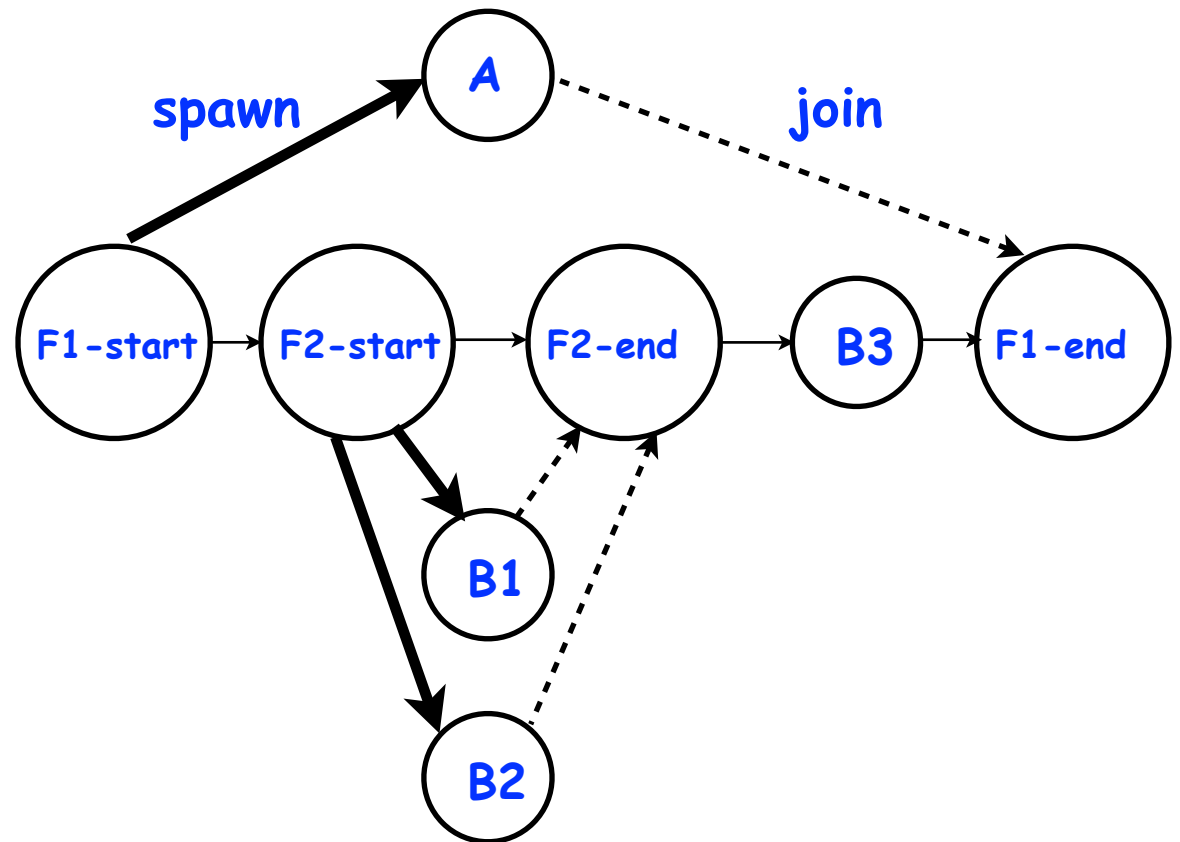 A
spawn
join
F1-start
F2-start
F2-end
B3
F1-end
B1
B2